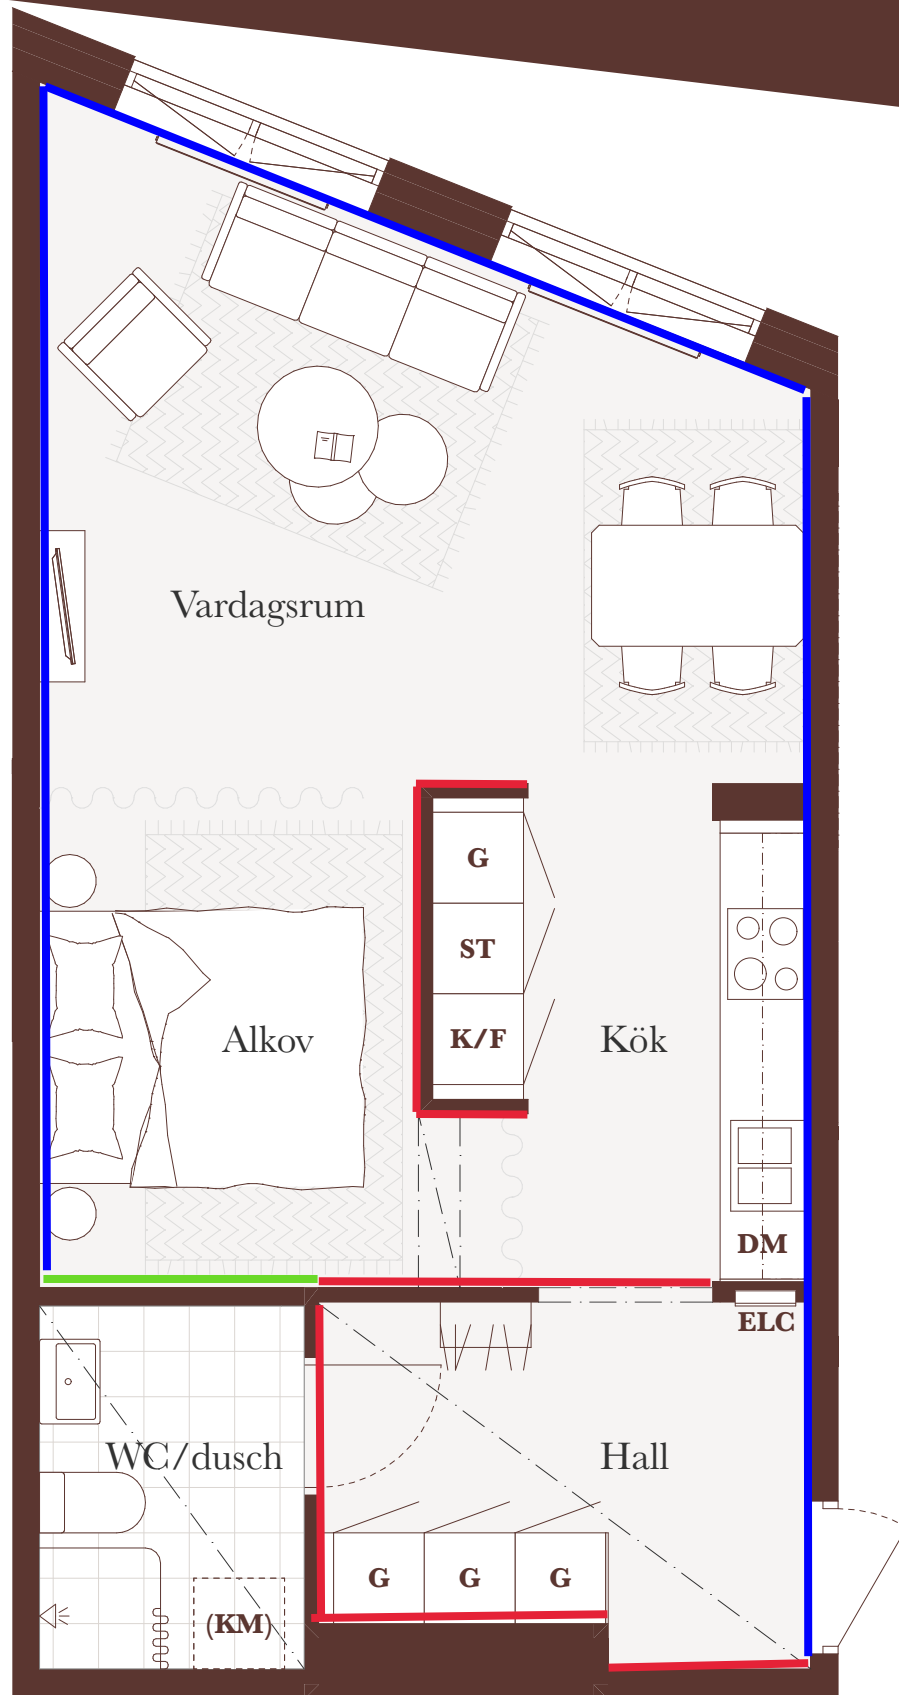 Vardagsrum
G
ST
K/F
Alkov
Kök
DM
ELC
WC/dusch
Hall
G
G
G
(KM)